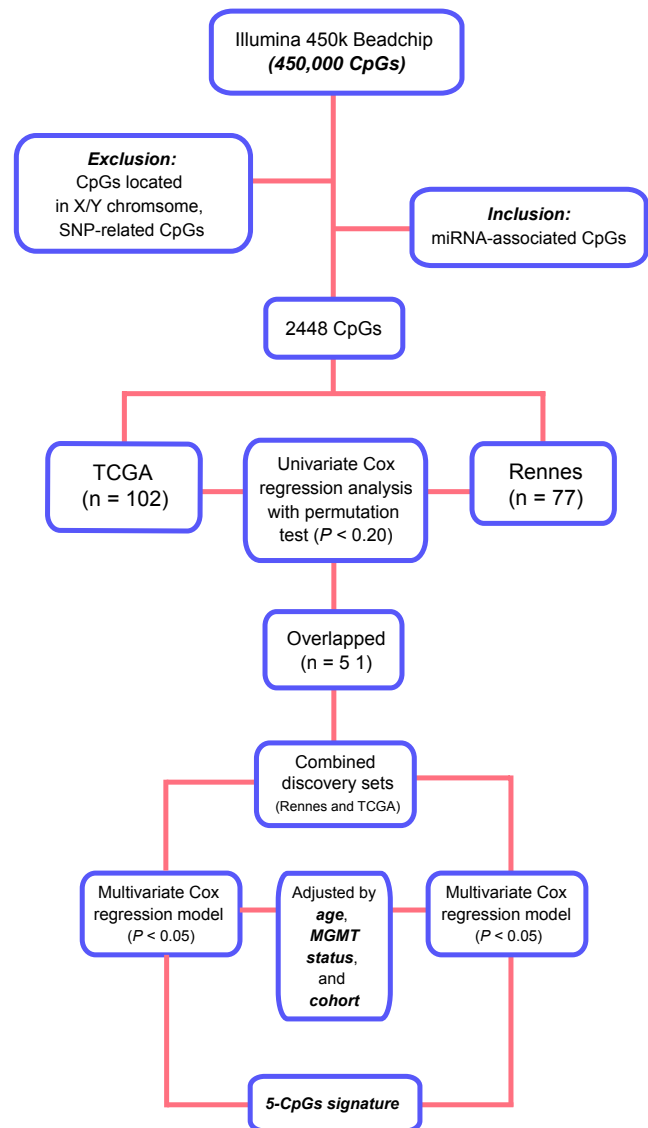 Illumina 450k Beadchip
(450,000 CpGs)
Exclusion:
CpGs located
in X/Y chromsome,
SNP-related CpGs
Inclusion:
miRNA-associated CpGs
2448 CpGs
TCGA
(n = 102)
Univariate Cox
regression analysis
with permutation
test (P < 0.20)
Rennes
(n = 77)
Overlapped
(n = 5 1)
Combined
discovery sets
(Rennes and TCGA)
Multivariate Cox
regression model
(P < 0.05)
Adjusted by
age,
MGMT
status,
and
cohort
Multivariate Cox
regression model
(P < 0.05)
5-CpGs signature